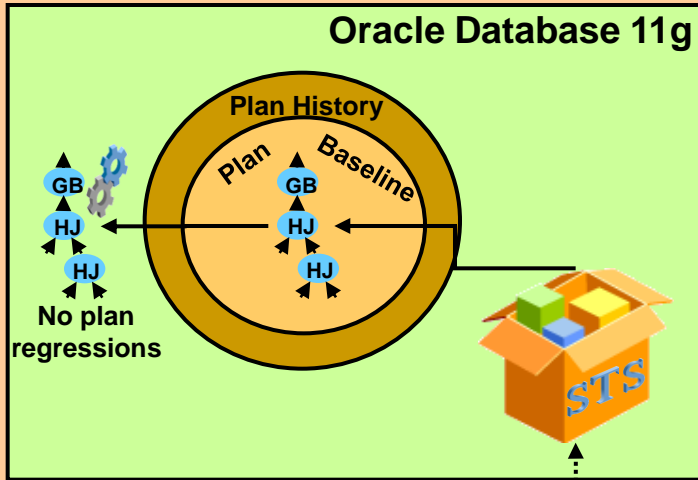 Oracle Database 11g
Plan History
Plan Baseline
GB
HJ
HJ
GB
HJ
HJ
No plan
regressions
STS